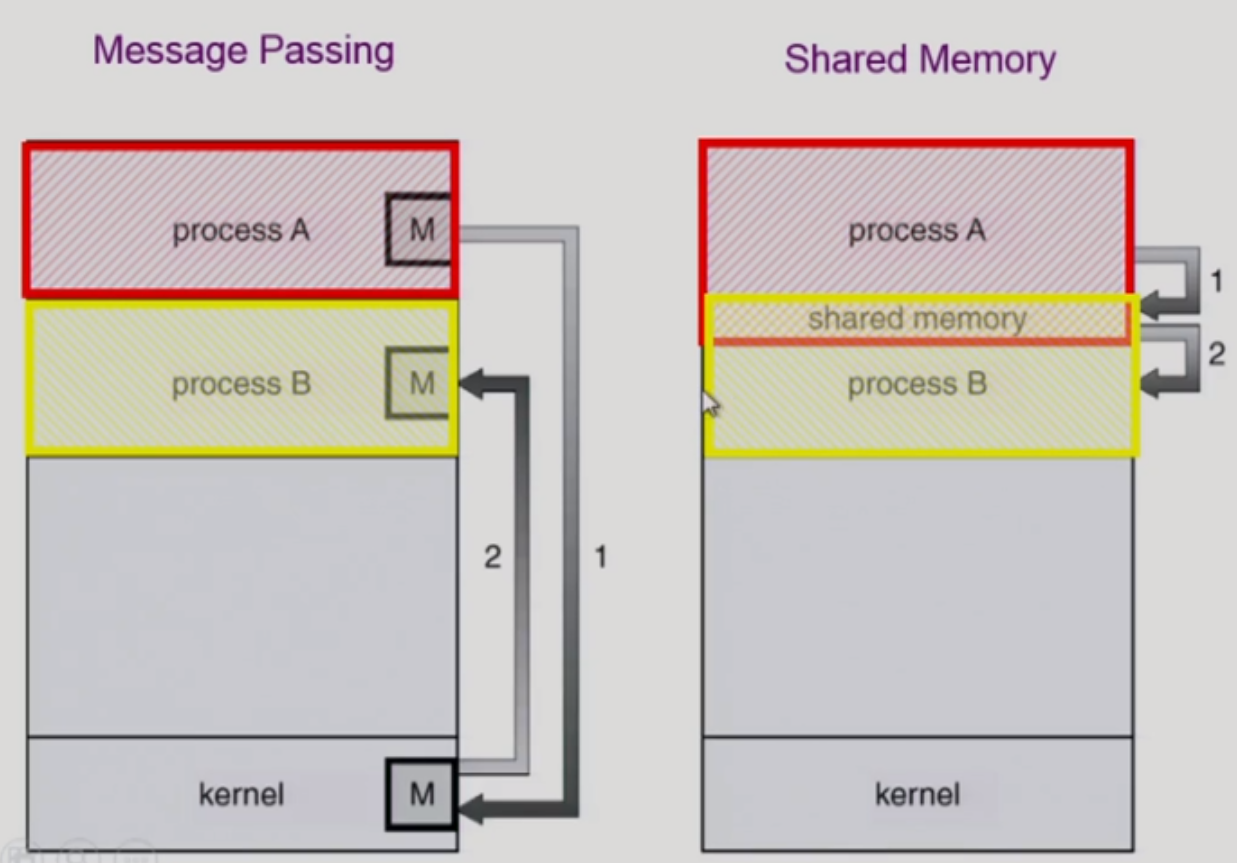 Message Passing
process A
M
process B
M
2
1
kernel
M
Shared Memory
process A
1
shared memory
2
process B
kernel